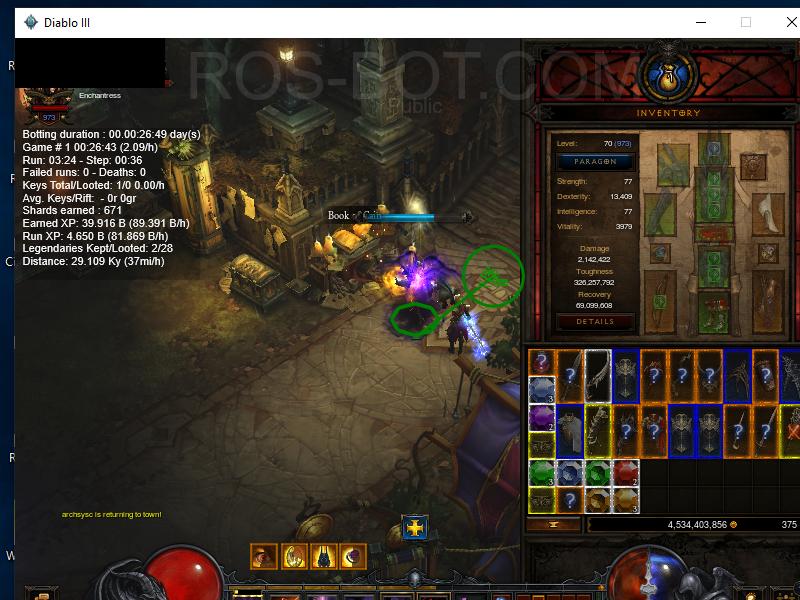 Diablo III
ROS-BOT.COM
Public
Enchantress
973
Botting duration : 00.00:26:49 day(s)
Game # 1 00:26:43 (2.09/h)
Run: 03:24 - Step: 00:36
Failed runs: 0 - Deaths: 0
Keys Total/Looted: 1/0 0.00/h
Avg. Keys/Rift: - 0r 0gr
Shards earned : 671
Earned XP: 39.916 B (89.391 B/h)
Run XP: 4.650 B (81.869 B/h)
Legendaries Kept/Looted: 2/28
Distance: 29.109 Ky (37mi/h)
Book of Cain
archsysc is returning to town!
INVENTORY
Level: 70 (973)
PARAGON
Strength: 77
Dexterity: 13,409
Intelligence: 77
Vitality: 3979
Damage
2,142,422
Toughness
326,257,792
Recovery
69,099,608
DETAILS
? ? ? ? ?
3
2
? ? ? ?
3 2
? 3
4,534,403,856 375